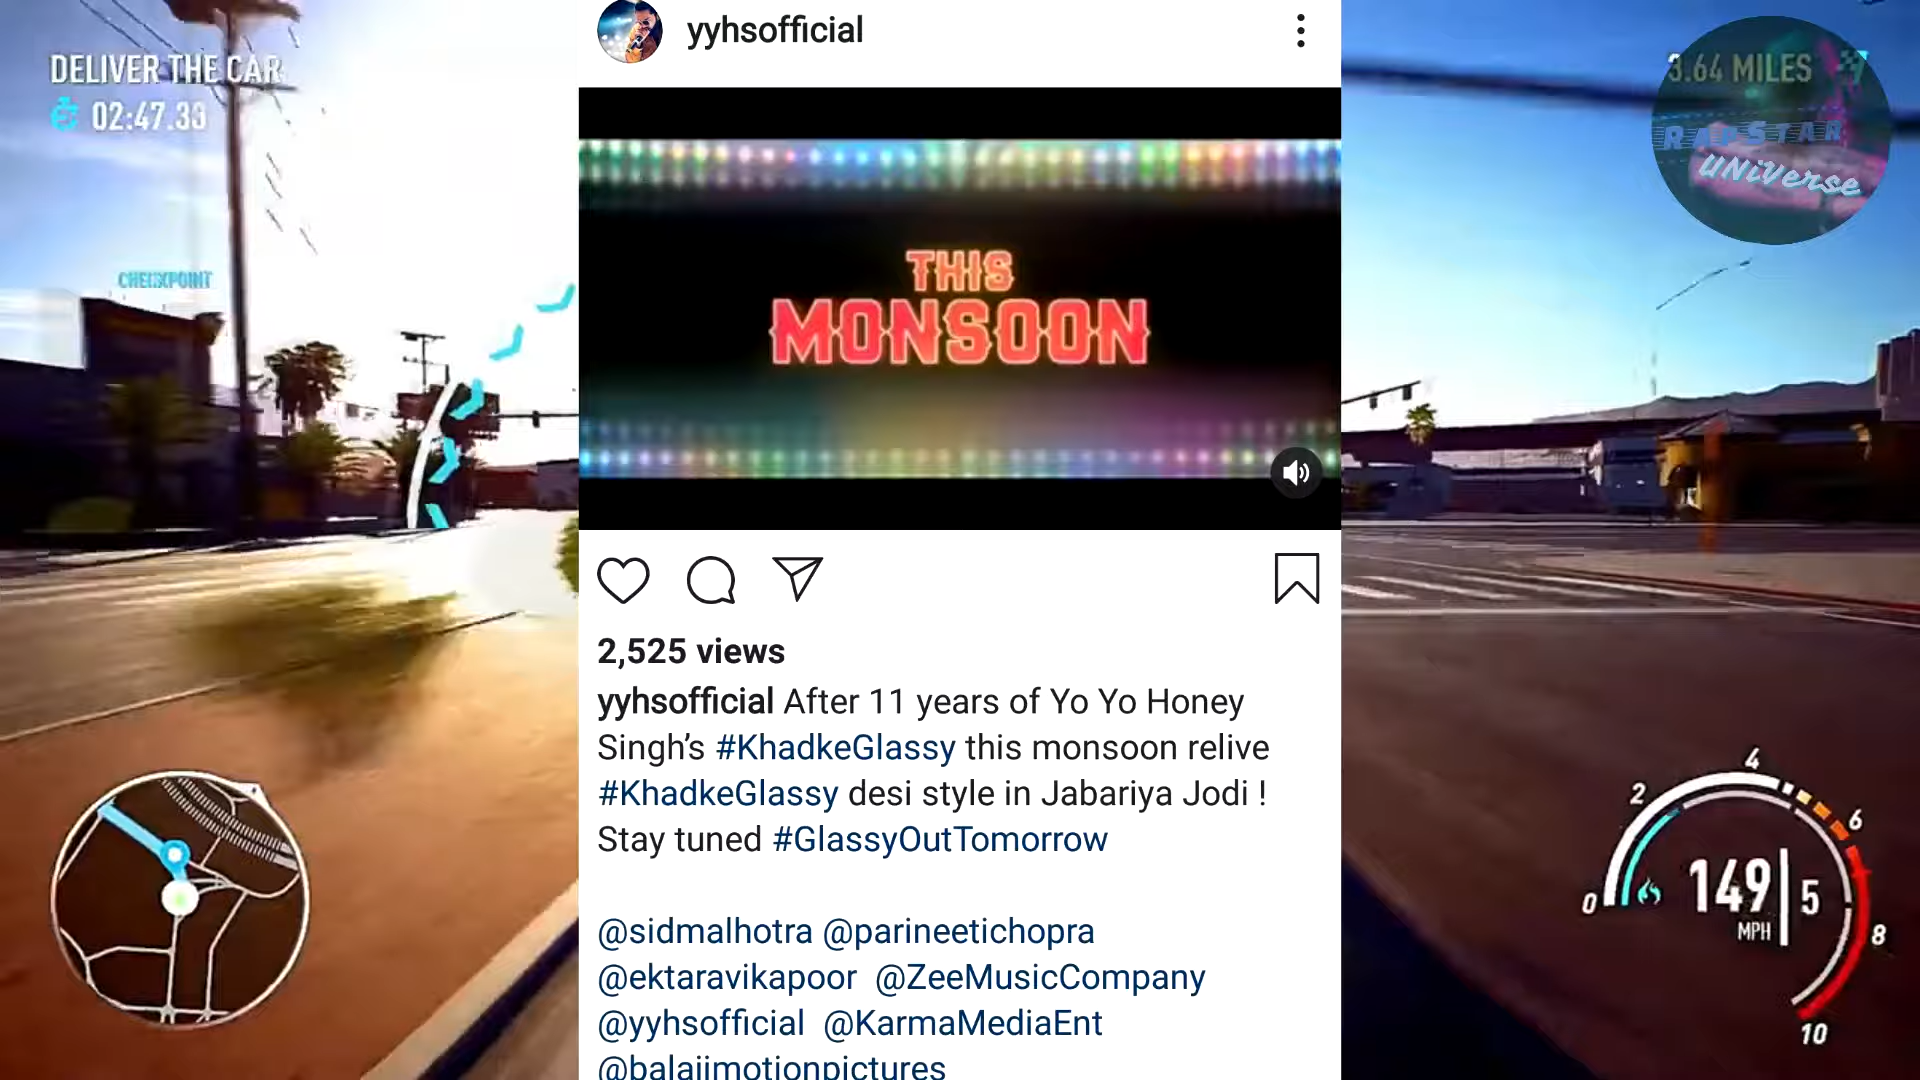 yyhsofficial
DELIVER THE CAR
02:47.33
3.64 MILES
RAPSTAR
UNiVerse
CHECKPOINT
THIS
MONSOON
2,525 views
yyhsofficial After 11 years of Yo Yo Honey
Singh's #KhadkeGlassy this monsoon relive
#KhadkeGlassy desi style in Jabariya Jodi !
Stay tuned #GlassyOutTomorrow
@sidmalhotra @parineetichopra
@ektaravikapoor @ZeeMusicCompany
@yyhsofficial @KarmaMediaEnt
@balajimotionpictures
0 2 4 6 8 10
149 5
MPH